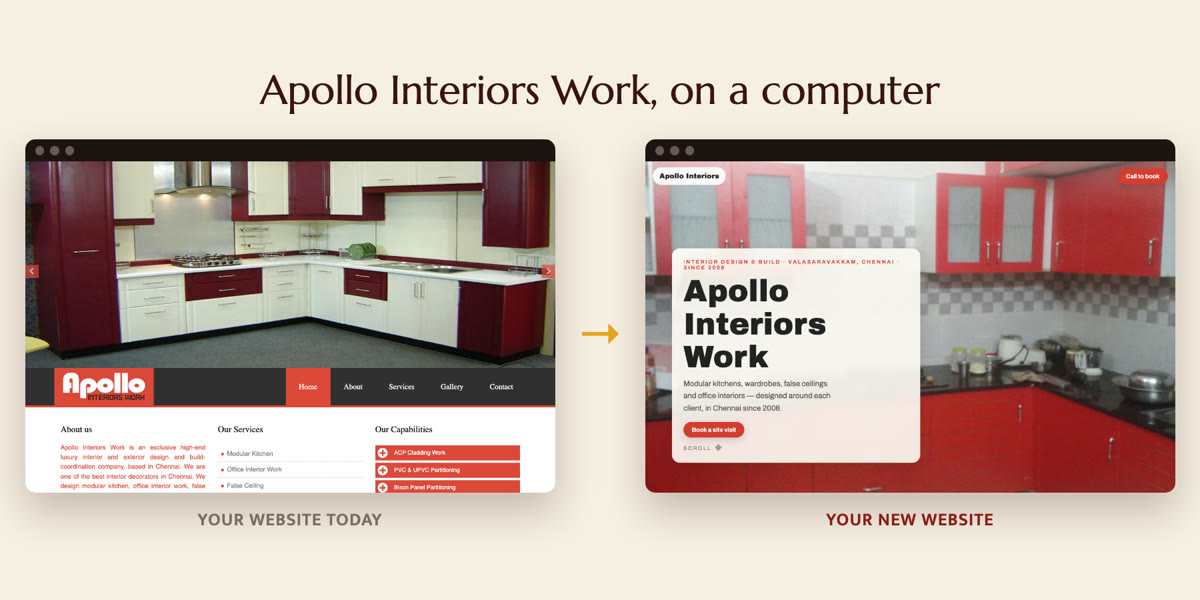 Apollo Interiors Work, on a computer
Apollo
INTERIORS WORK
Home
About
Services
Gallery
Contact
About us
Apollo Interiors Work is an exclusive high-end
luxury interior and exterior design and build-
coordination company, based in Chennai. We are
one of the best interior decorators in Chennai. We
design modular kitchen, office interior work, false
Our Services
Modular Kitchen
Office Interior Work
False Ceiling
Our Capabilities
ACP Cladding Work
PVC & UPVC Partitioning
Bison Panel Partitioning
YOUR WEBSITE TODAY
Apollo Interiors
Call to book
INTERIOR DESIGN & BUILD · VALASARAVAKKAM, CHENNAI ·
SINCE 2008
Apollo
Interiors
Work
Modular kitchens, wardrobes, false ceilings
and office interiors — designed around each
client, in Chennai since 2008.
Book a site visit
SCROLL
YOUR NEW WEBSITE